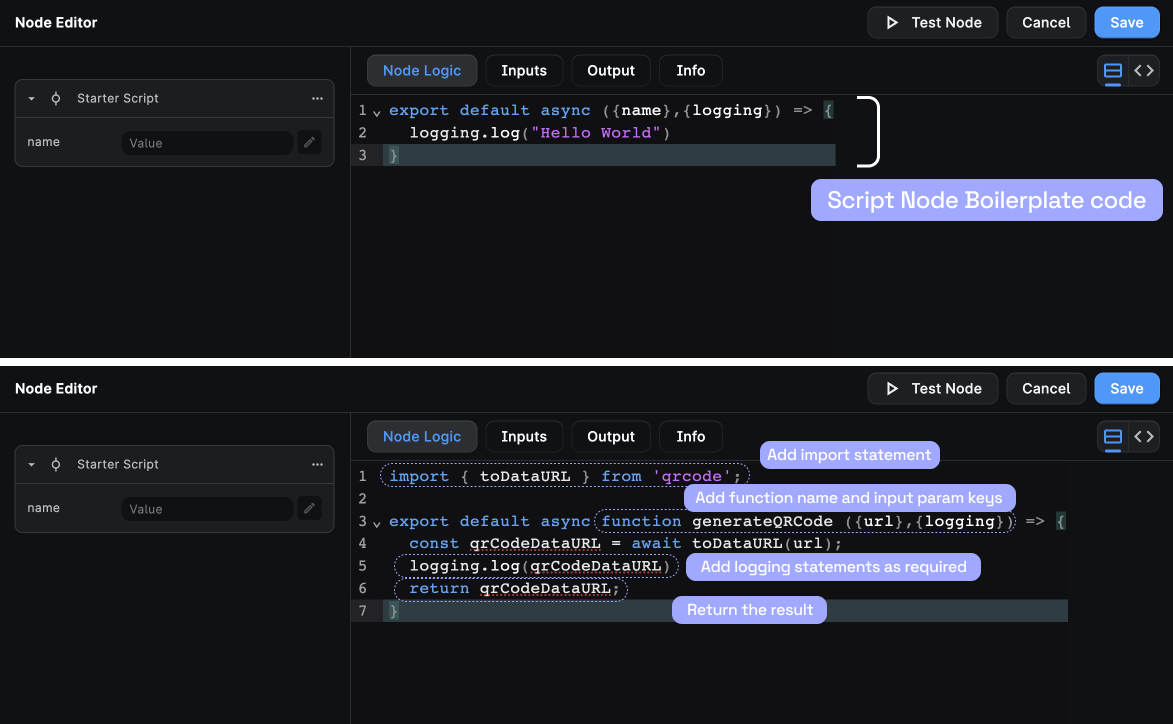 Node Editor
Test Node
Cancel
Save
Starter Script
name
Value
Node Logic
Inputs
Output
Info
1 export default async ({name},{logging}) => {
2 logging.log("Hello World")
3 }
Script Node Boilerplate code
Node Editor
Test Node
Cancel
Save
Starter Script
name
Value
Node Logic
Inputs
Output
Info
Add import statement
1 import { toDataURL } from 'qrcode';
2
Add function name and input param keys
3 export default async function generateQRCode ({url},{logging}) => {
4 const qrCodeDataURL = await toDataURL(url);
5 logging.log(qrCodeDataURL)
Add logging statements as required
6 return qrCodeDataURL;
Return the result
7 }